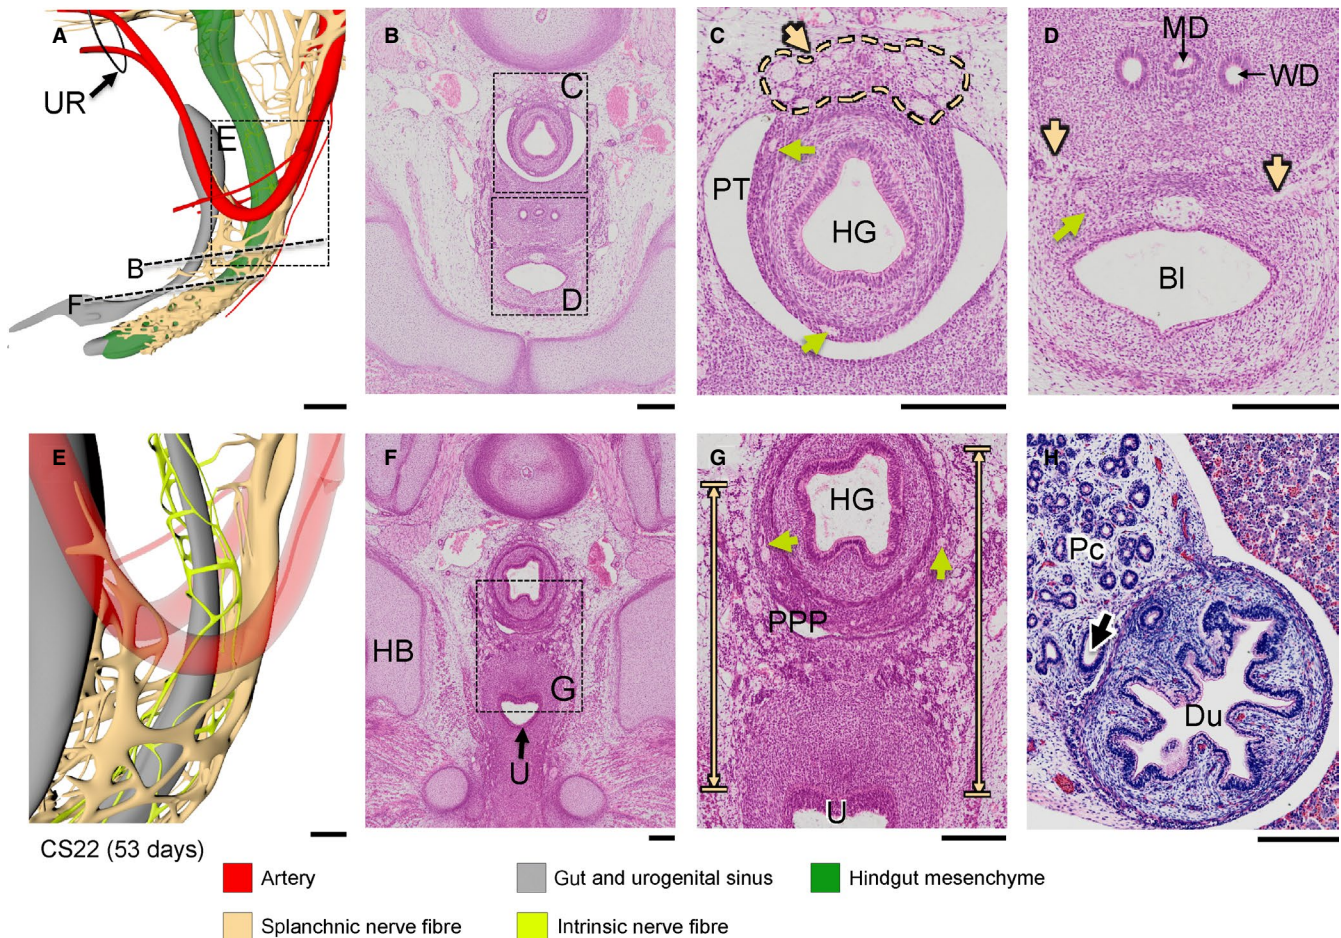 A
UR
E
B
F
B
C
D
C
PT
HG
D
MD
WD
Bl
E
F
HB
G
U
G
HG
PPP
U
H
Pc
Du
CS22 (53 days)
Artery
Gut and urogenital sinus
Hindgut mesenchyme
Splanchnic nerve fibre
Intrinsic nerve fibre